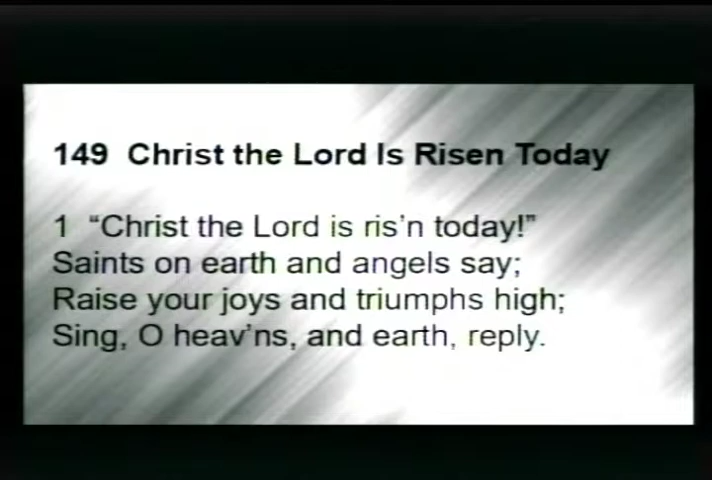 149 Christ the Lord Is Risen Today
1 “Christ the Lord is ris’n today!”
Saints on earth and angels say;
Raise your joys and triumphs high;
Sing, O heav’ns, and earth, reply.